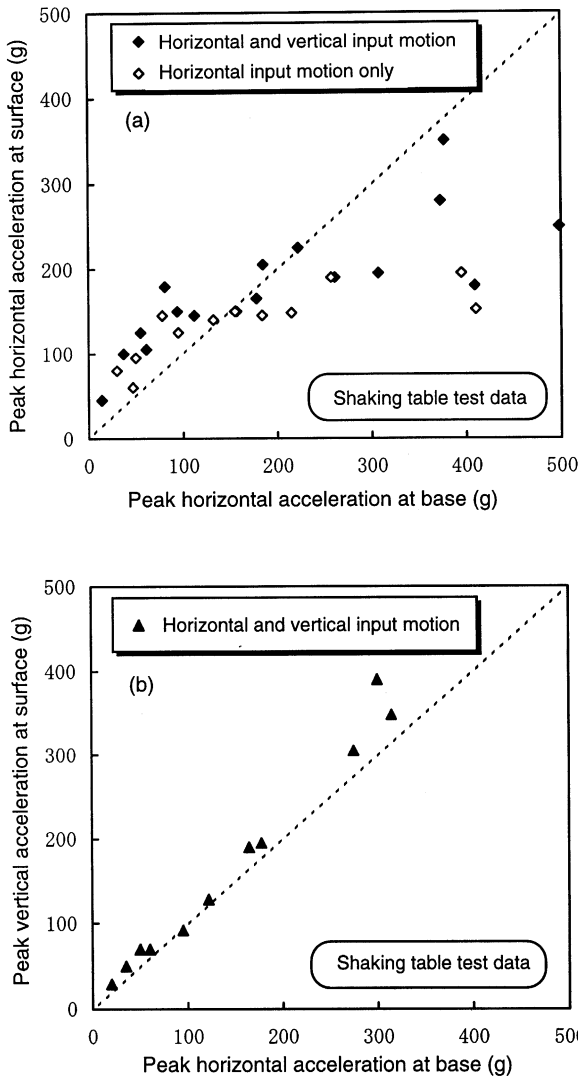 500
400
300
200
100
0
Peak horizontal acceleration at surface (g)
Horizontal and vertical input motion
Horizontal input motion only
(a)
Shaking table test data
0 100 200 300 400 500
Peak horizontal acceleration at base (g)
500
400
300
200
100
0
Peak vertical acceleration at surface (g)
Horizontal and vertical input motion
(b)
Shaking table test data
0 100 200 300 400 500
Peak horizontal acceleration at base (g)